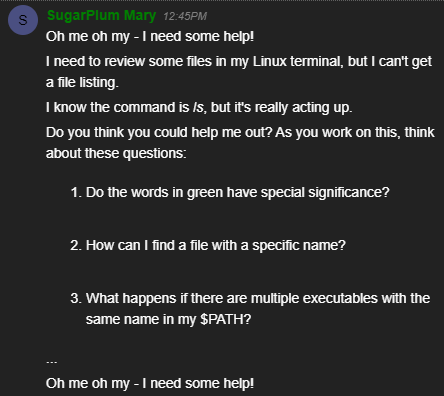 S
SugarPlum Mary 12:45PM
Oh me oh my - I need some help!
I need to review some files in my Linux terminal, but I can't get
a file listing.
I know the command is ls, but it's really acting up.
Do you think you could help me out? As you work on this, think
about these questions:
1. Do the words in green have special significance?
2. How can I find a file with a specific name?
3. What happens if there are multiple executables with the
same name in my $PATH?
...
Oh me oh my - I need some help!